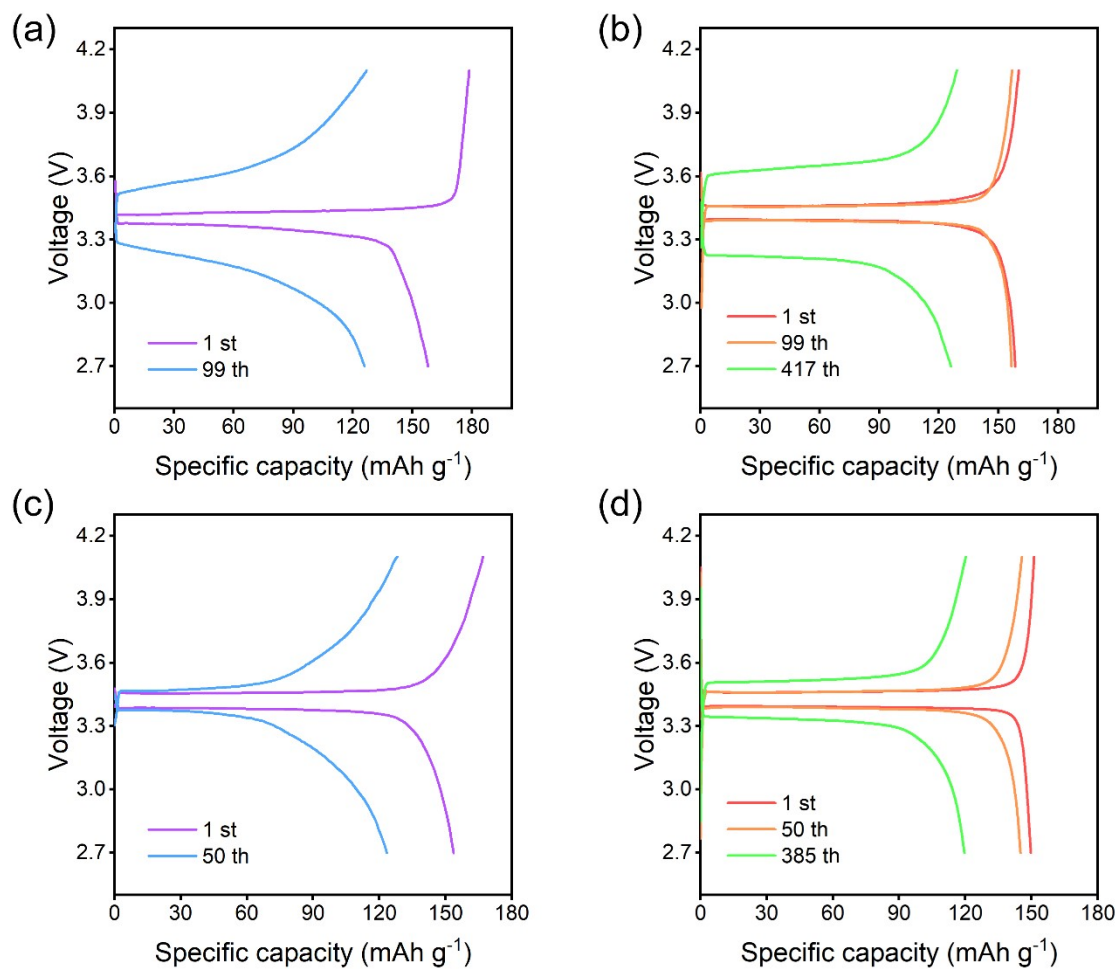 (a)
4.2
3.9
3.6
3.3
3.0
2.7
Voltage (V)
1 st
99 th
0 30 60 90 120 150 180
Specific capacity (mAh g⁻¹)
(b)
4.2
3.9
3.6
3.3
3.0
2.7
Voltage (V)
1 st
99 th
417 th
0 30 60 90 120 150 180
Specific capacity (mAh g⁻¹)
(c)
4.2
3.9
3.6
3.3
3.0
2.7
Voltage (V)
1 st
50 th
0 30 60 90 120 150 180
Specific capacity (mAh g⁻¹)
(d)
4.2
3.9
3.6
3.3
3.0
2.7
Voltage (V)
1 st
50 th
385 th
0 30 60 90 120 150 180
Specific capacity (mAh g⁻¹)